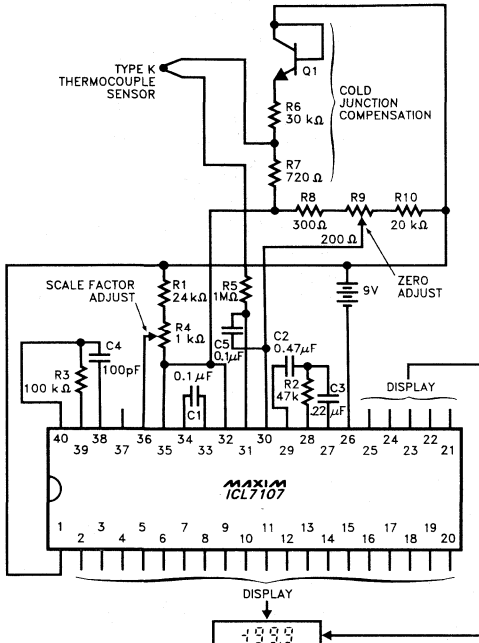 TYPE K
THERMOCOUPLE
SENSOR
Q1
COLD
JUNCTION
COMPENSATION
R6
30 kΩ
R7
720 Ω
R8
300Ω
R9
200 Ω
R10
20 kΩ
ZERO
ADJUST
SCALE FACTOR
ADJUST
R1
24 kΩ
R4
1 kΩ
R5
1MΩ
9V
C5
0.1μF
C2
0.47μF
R2
47k
C3
.22 μF
C4
100pF
R3
100 kΩ
0.1 μF
C1
DISPLAY
40 38 36 34 32 30 28 26 24 22
39 37 35 33 31 29 27 25 23 21
MAXIM
ICL7107
1 3 5 7 9 11 13 15 17 19
2 4 6 8 10 12 14 16 18 20
DISPLAY
-199.9